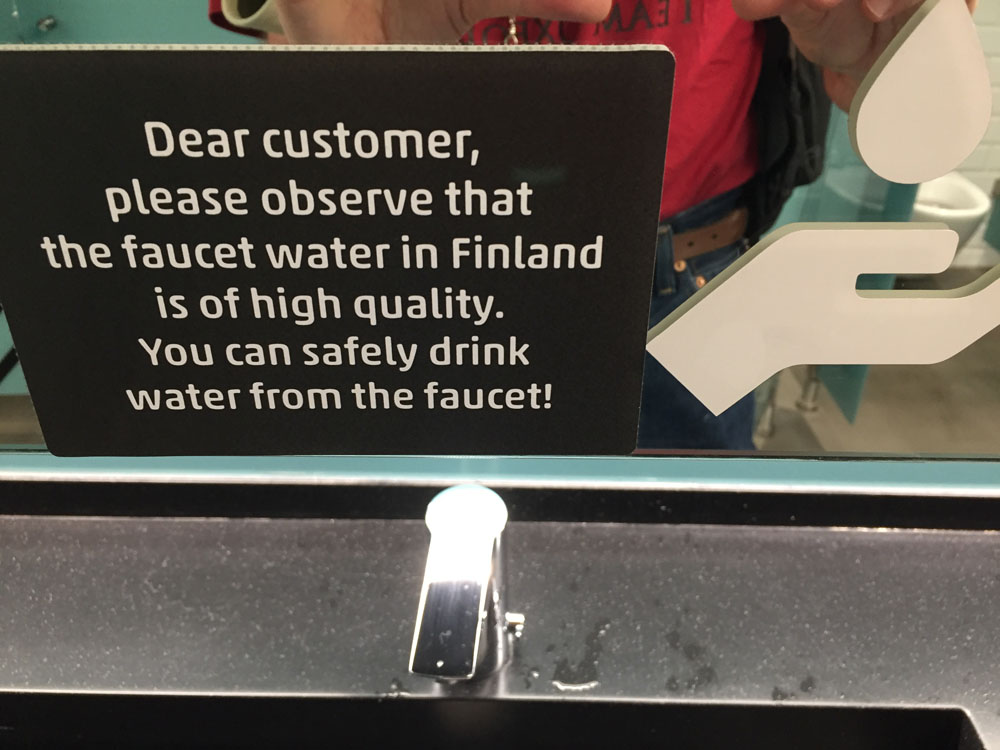 TEAM
Dear customer,
please observe that
the faucet water in Finland
is of high quality.
You can safely drink
water from the faucet!